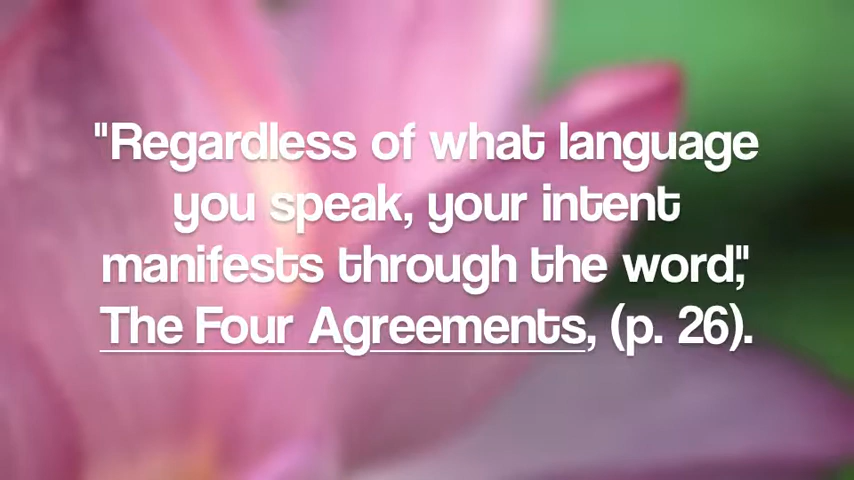 "Regardless of what language
you speak, your intent
manifests through the word",
The Four Agreements, (p. 26).